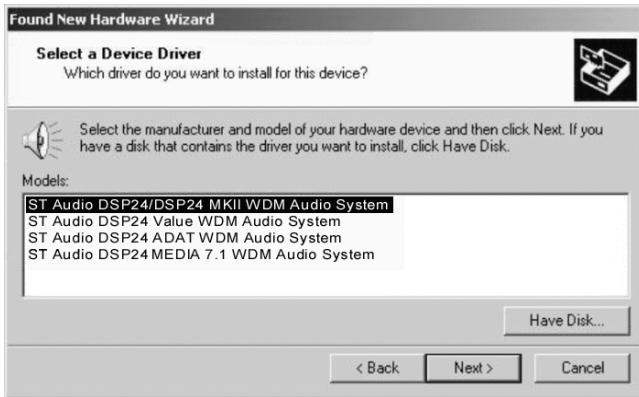 Found New Hardware Wizard
Select a Device Driver
Which driver do you want to install for this device?
Select the manufacturer and model of your hardware device and then click Next. If you
have a disk that contains the driver you want to install, click Have Disk.
Models:
ST Audio DSP24/DSP24 MKII WDM Audio System
ST Audio DSP24 Value WDM Audio System
ST Audio DSP24 ADAT WDM Audio System
ST Audio DSP24 MEDIA 7.1 WDM Audio System
Have Disk...
< Back Next > Cancel